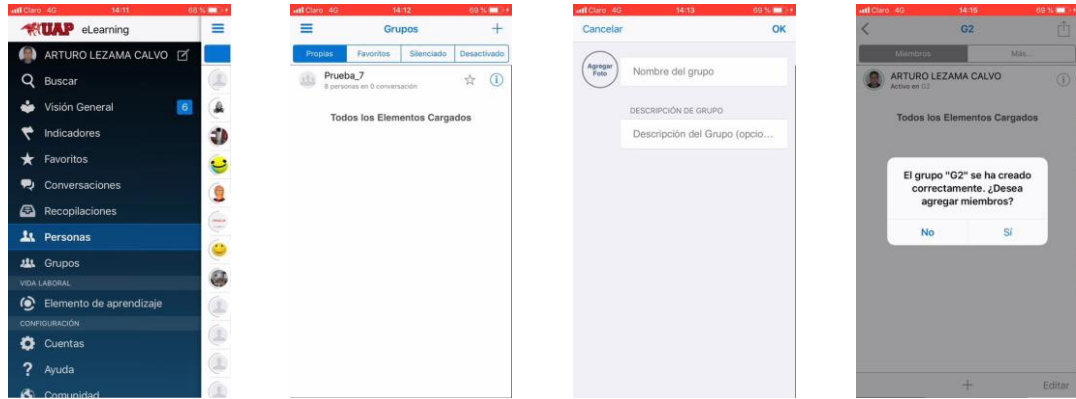 Claro 4G 14:11 68 %
UAP eLearning
ARTURO LEZAMA CALVO
Buscar
Visión General 6
Indicadores
Favoritos
Conversaciones
Recopilaciones
Personas
Grupos
VIDA LABORAL
Elemento de aprendizaje
CONFIGURACIÓN
Cuentas
Ayuda
Comunidad
Claro 4G 14:12 69 %
Grupos
Propias Favoritos Silenciado Desactivado
Prueba_7
8 personas en 0 conversación
Todos los Elementos Cargados
Claro 4G 14:13 69 %
Cancelar OK
Agregar
Foto
Nombre del grupo
DESCRIPCIÓN DE GRUPO
Descripción del Grupo (opcio...
Claro 4G 14:15 69 %
G2
Miembros Más...
ARTURO LEZAMA CALVO
Activo en G2
Todos los Elementos Cargados
El grupo "G2" se ha creado
correctamente. ¿Desea
agregar miembros?
No Sí
Editar